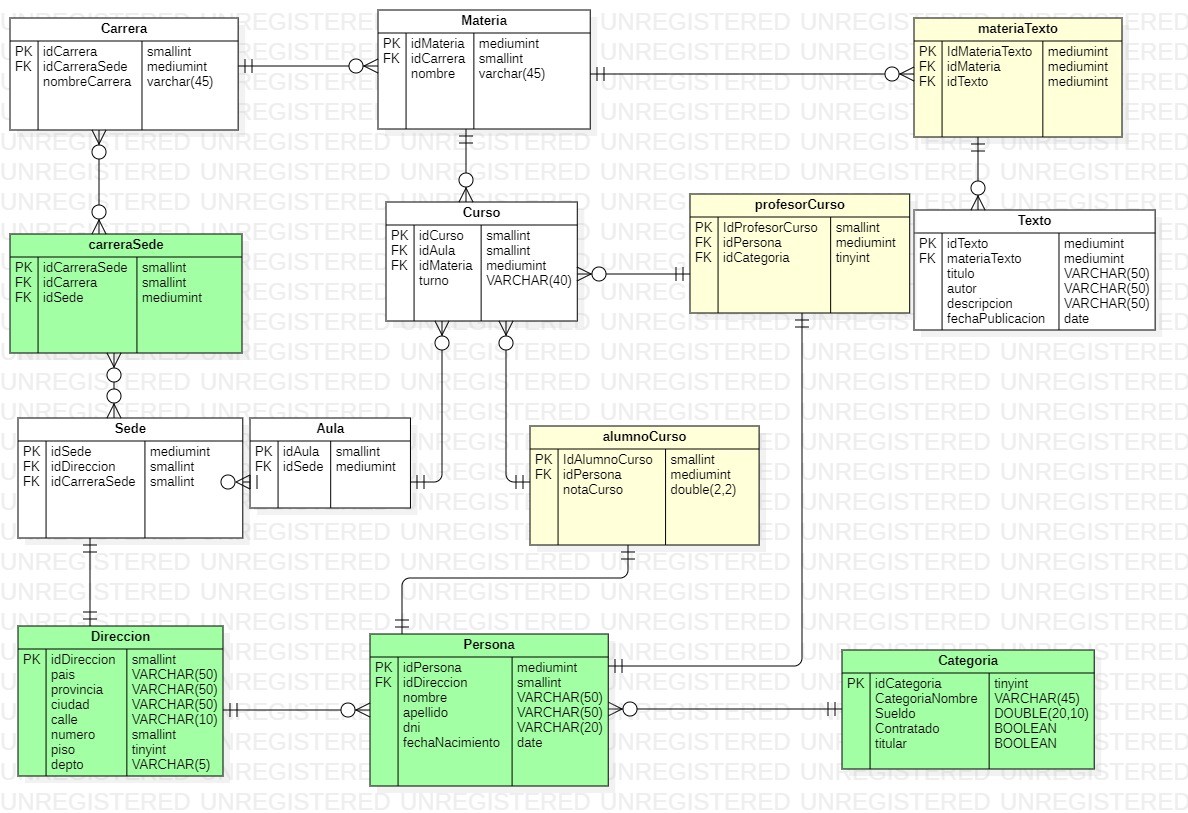 Carrera
PK idCarrera smallint
FK idCarreraSede mediumint
nombreCarrera varchar(45)
Materia
PK idMateria mediumint
FK idCarrera smallint
nombre varchar(45)
materiaTexto
PK IdMateriaTexto mediumint
FK idMateria mediumint
FK idTexto mediumint
carreraSede
PK idCarreraSede smallint
FK idCarrera smallint
FK idSede mediumint
Curso
PK idCurso smallint
FK idAula smallint
FK idMateria mediumint
turno VARCHAR(40)
profesorCurso
PK IdProfesorCurso smallint
FK idPersona mediumint
FK idCategoria tinyint
Texto
PK idTexto mediumint
FK materiaTexto mediumint
titulo VARCHAR(50)
autor VARCHAR(50)
descripcion VARCHAR(50)
fechaPublicacion date
Sede
PK idSede mediumint
FK idDireccion smallint
FK idCarreraSede smallint
Aula
PK idAula smallint
FK idSede mediumint
alumnoCurso
PK IdAlumnoCurso smallint
FK idPersona mediumint
notaCurso double(2,2)
Direccion
PK idDireccion smallint
pais VARCHAR(50)
provincia VARCHAR(50)
ciudad VARCHAR(50)
calle VARCHAR(10)
numero smallint
piso tinyint
depto VARCHAR(5)
Persona
PK idPersona mediumint
FK idDireccion smallint
nombre VARCHAR(50)
apellido VARCHAR(50)
dni VARCHAR(20)
fechaNacimiento date
Categoria
PK idCategoria tinyint
CategoriaNombre VARCHAR(45)
Sueldo DOUBLE(20,10)
Contratado BOOLEAN
titular BOOLEAN
UNREGISTERED